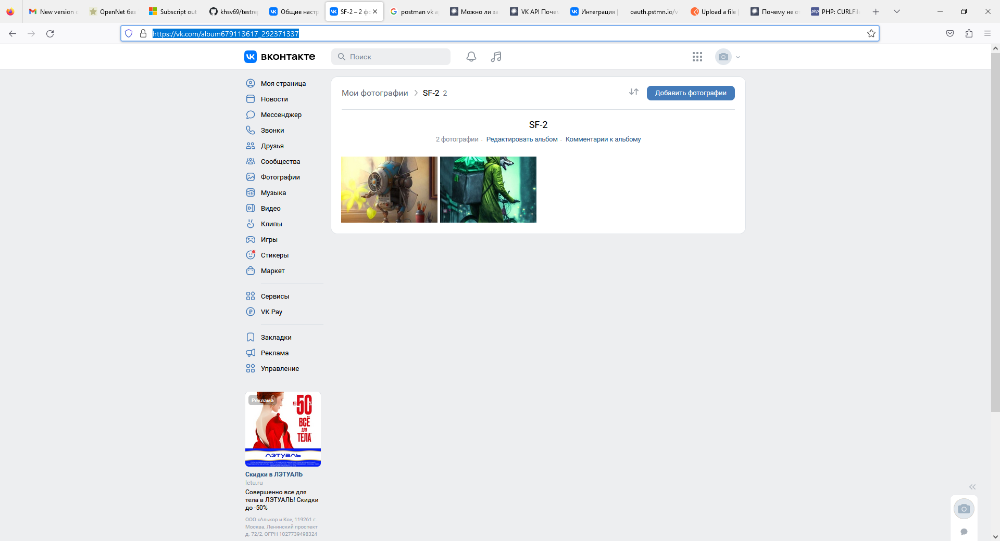 New version
OpenNet без
Subscript out
khsv69/testrep
Общие настр
SF-2 – 2 фо
postman vk a
Можно ли за
VK API Почем
Интеграция |
oauth.pstmn.io/v
Upload a file |
Почему не о
PHP: CURLFil
https://vk.com/album679113617_292371337
вконтакте
Поиск
Моя страница
Новости
Мессенджер
Звонки
Друзья
Сообщества
Фотографии
Музыка
Видео
Клипы
Игры
Стикеры
Маркет
Сервисы
VK Pay
Закладки
Реклама
Управление
Мои фотографии > SF-2 2
Добавить фотографии
SF-2
2 фотографии · Редактировать альбом · Комментарии к альбому
Реклама
до -50%
ВСЁ
ДЛЯ
ТЕЛА
ЛЭТУАЛЬ
Скидки в ЛЭТУАЛЬ
letu.ru
Совершенно все для
тела в ЛЭТУАЛЬ! Скидки
до -50%
ООО «Алькор и Ко», 119261 г.
Москва, Ленинский проспект
д. 72/2, ОГРН 1027739498324